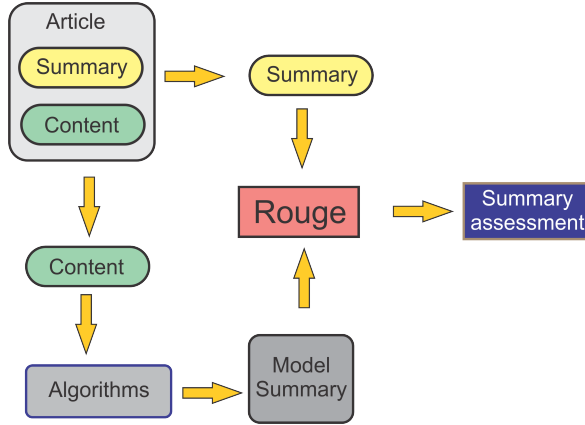 Article
Summary
Content
Summary
Rouge
Summary
assessment
Content
Algorithms
Model
Summary